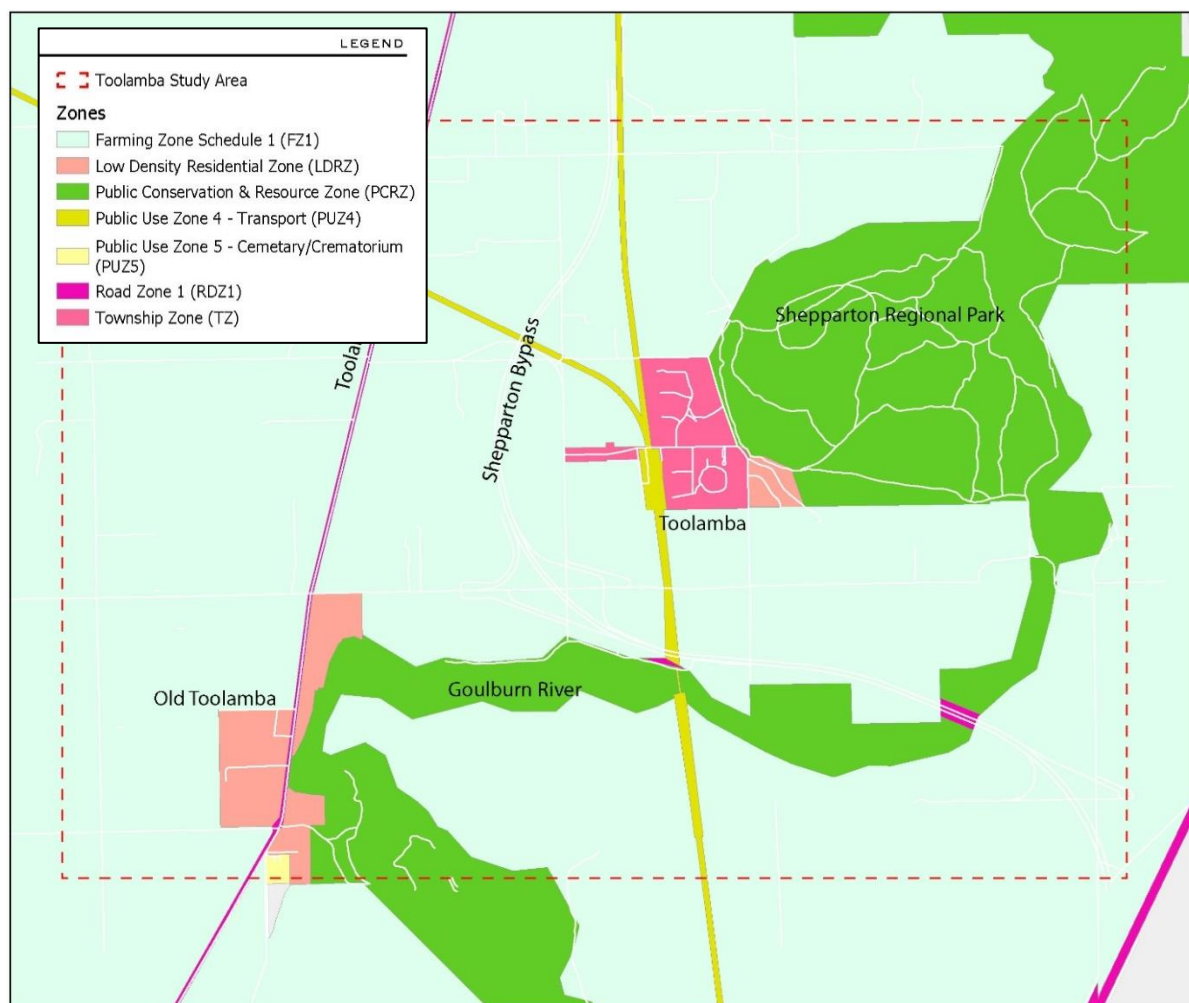 LEGEND
Toolamba Study Area
Zones
Farming Zone Schedule 1 (FZ1)
Low Density Residential Zone (LDRZ)
Public Conservation & Resource Zone (PCRZ)
Public Use Zone 4 - Transport (PUZ4)
Public Use Zone 5 - Cemetary/Crematorium
(PUZ5)
Road Zone 1 (RDZ1)
Township Zone (TZ)
Shepparton Regional Park
Shepparton Bypass
Toolamba
Goulburn River
Old Toolamba